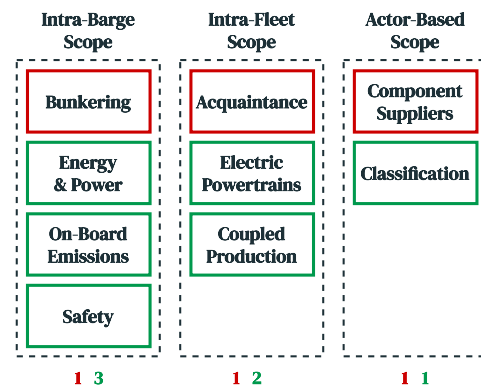 Intra-Barge
Scope
Intra-Fleet
Scope
Actor-Based
Scope
Bunkering
Energy
& Power
On-Board
Emissions
Safety
Acquaintance
Electric
Powertrains
Coupled
Production
Component
Suppliers
Classification
1 3
1 2
1 1